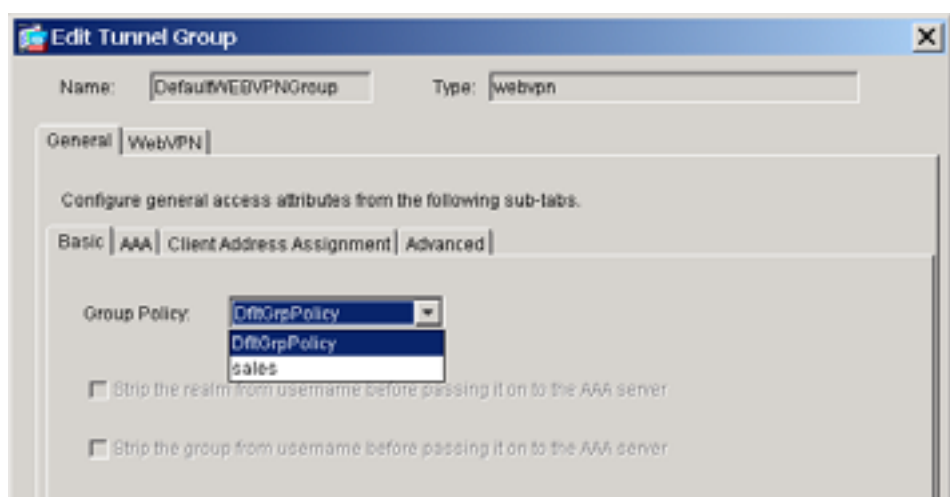 Edit Tunnel Group
Name: DefaultWEBVPNGroup Type: webvpn
General WebVPN
Configure general access attributes from the following sub-tabs.
Basic AAA Client Address Assignment Advanced
Group Policy: DfltGrpPolicy
DfltGrpPolicy
sales
Strip the realm from username before passing it on to the AAA server
Strip the group from username before passing it on to the AAA server